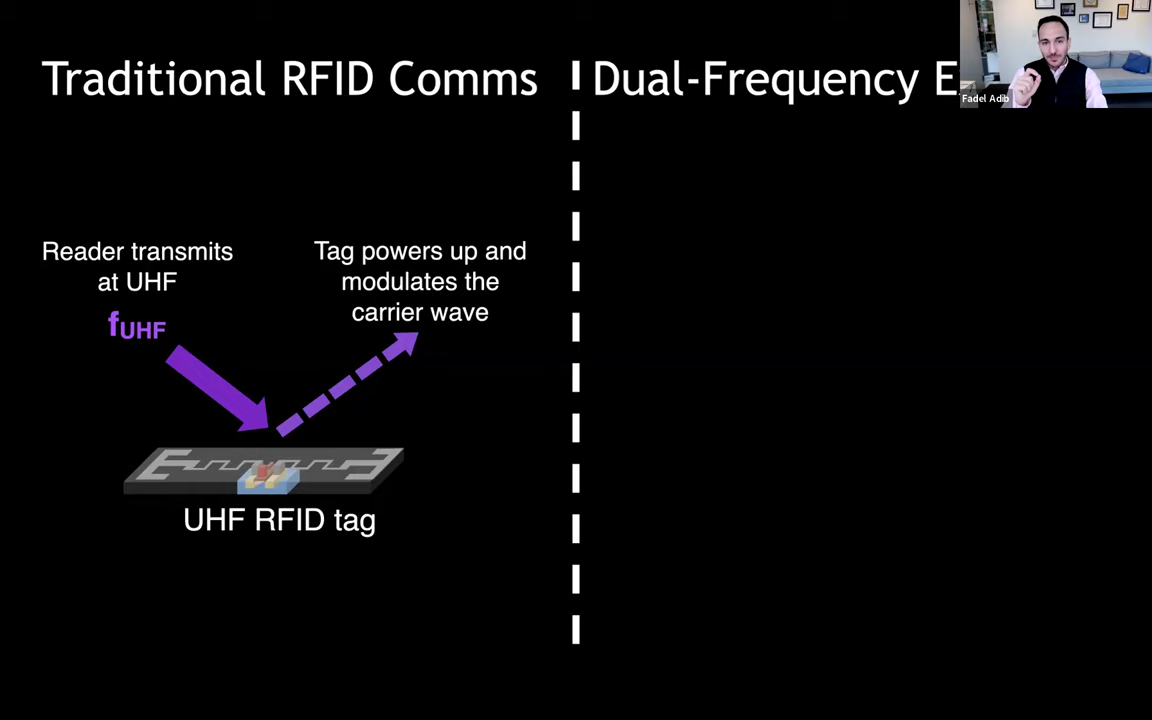 Traditional RFID Comms
Dual-Frequency
Fadel Adib
Reader transmits
at UHF
fUHF
Tag powers up and
modulates the
carrier wave
UHF RFID tag